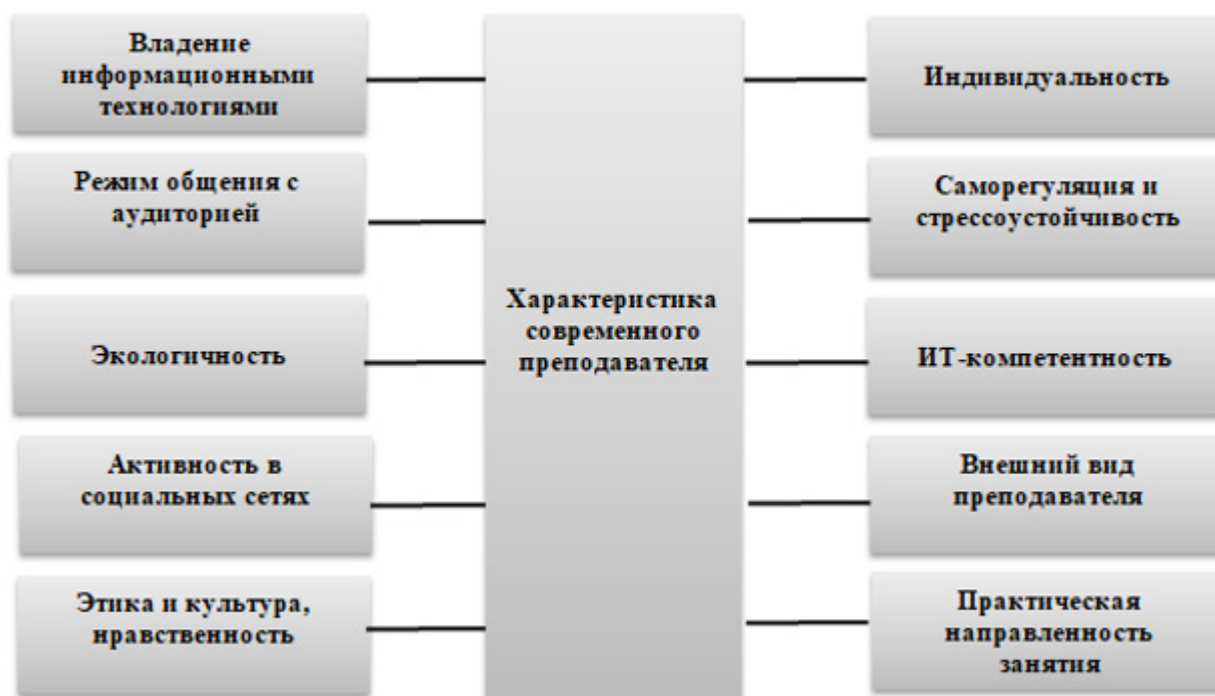 Владение
информационными
технологиями
Режим общения с
аудиторией
Экологичность
Активность в
социальных сетях
Этика и культура,
нравственность
Характеристика
современного
преподавателя
Индивидуальность
Саморегуляция и
стрессоустойчивость
ИТ-компетентность
Внешний вид
преподавателя
Практическая
направленность
занятия